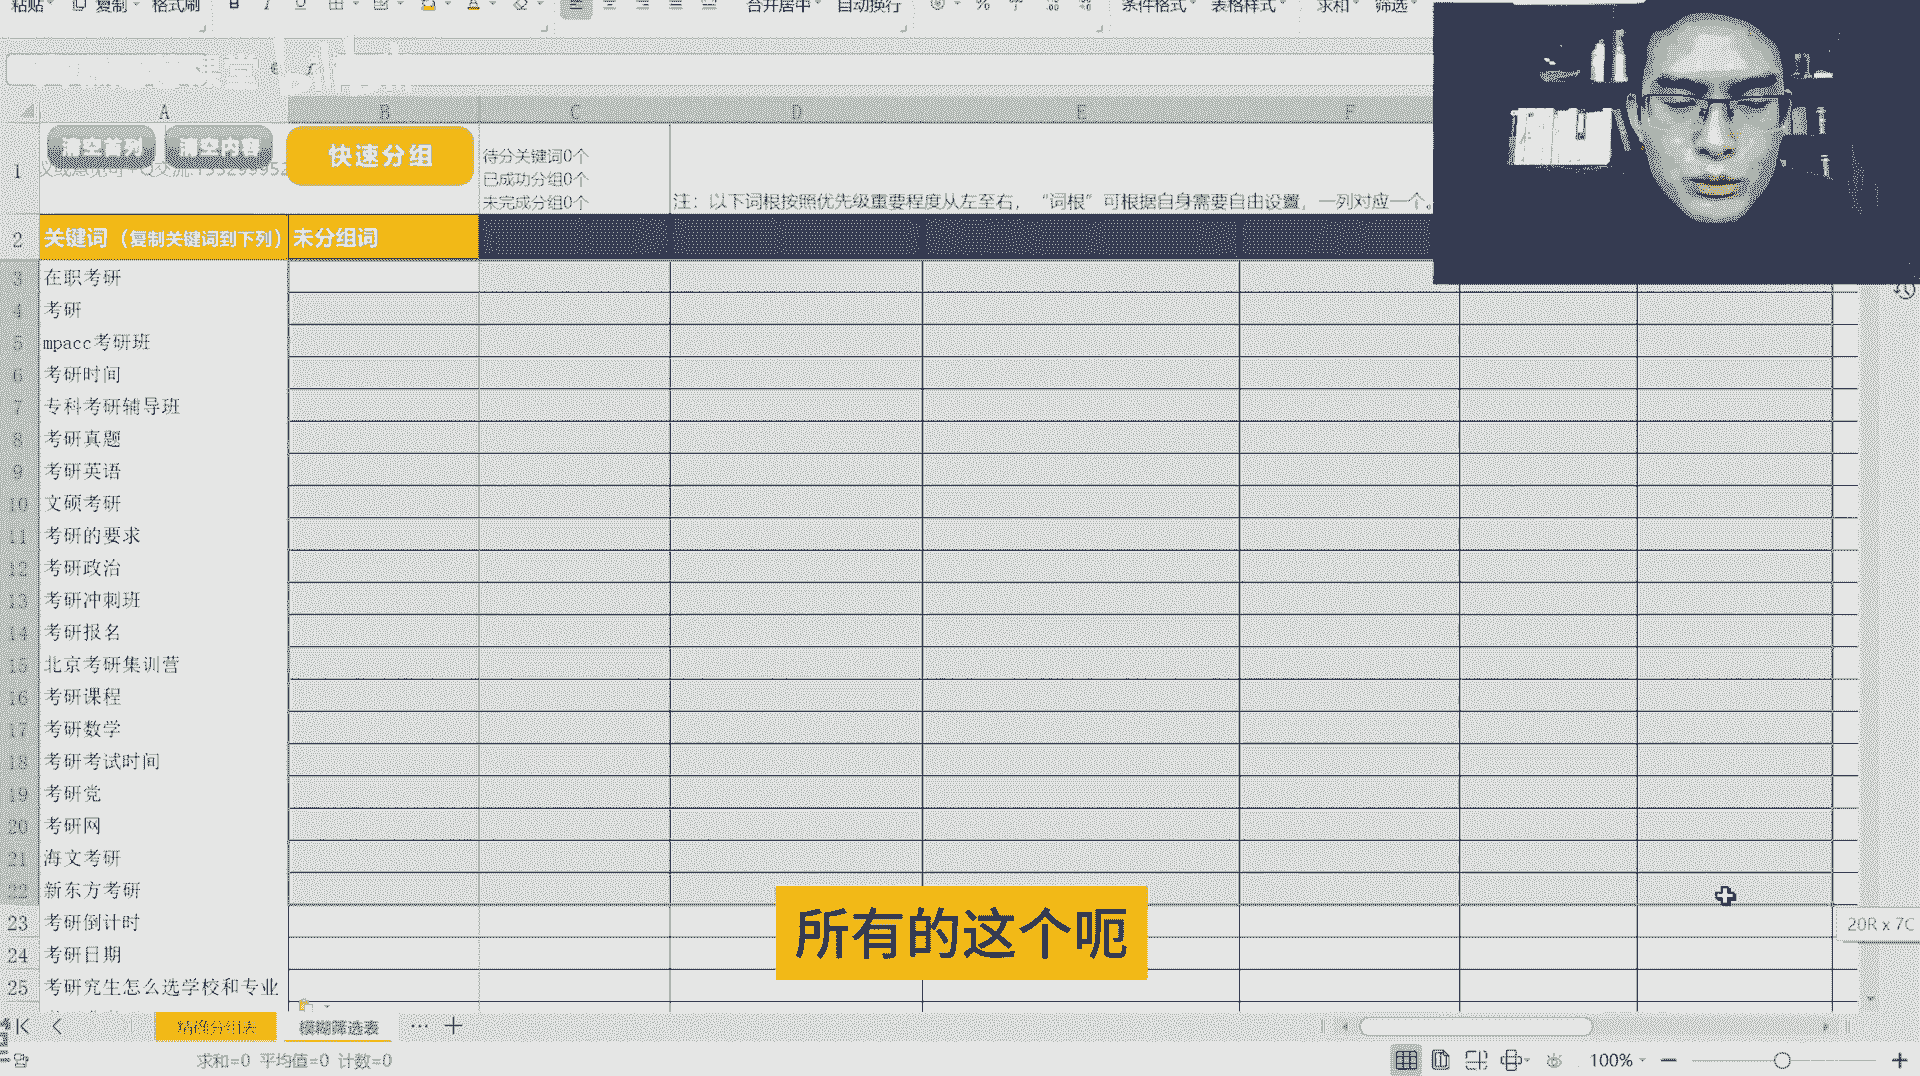 粘贴 复制 格式刷 B I U 合并居中 自动换行 % 条件格式 表格样式 求和 筛选
A B C D E F
清空首列 清空内容 快速分组
待分关键词0个
已成功分组0个
未完成分组0个
注：以下词根按照优先级重要程度从左至右，“词根”可根据自身需要自由设置，一列对应一个。
1
2 关键词（复制关键词到下列） 未分组词
3 在职考研
4 考研
5 mpacc考研班
6 考研时间
7 专科考研辅导班
8 考研真题
9 考研英语
10 文硕考研
11 考研的要求
12 考研政治
13 考研冲刺班
14 考研报名
15 北京考研集训营
16 考研课程
17 考研数学
18 考研考试时间
19 考研党
20 考研网
21 海文考研
22 新东方考研
23 考研倒计时
24 考研日期
25 考研究生怎么选学校和专业
所有的这个呃
20R x 7C
精确分组表 模糊筛选表 ··· +
求和=0 平均值=0 计数=0
100%